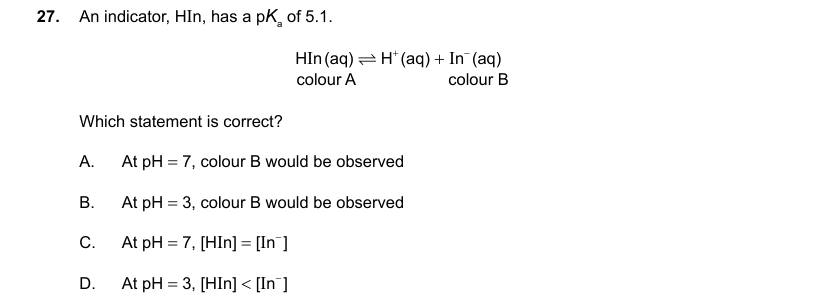 27. An indicator, HIn, has a pKₐ of 5.1.
HIn (aq) ⇌ H⁺ (aq) + In⁻ (aq)
colour A colour B
Which statement is correct?
A. At pH = 7, colour B would be observed
B. At pH = 3, colour B would be observed
C. At pH = 7, [HIn] = [In⁻]
D. At pH = 3, [HIn] < [In⁻]